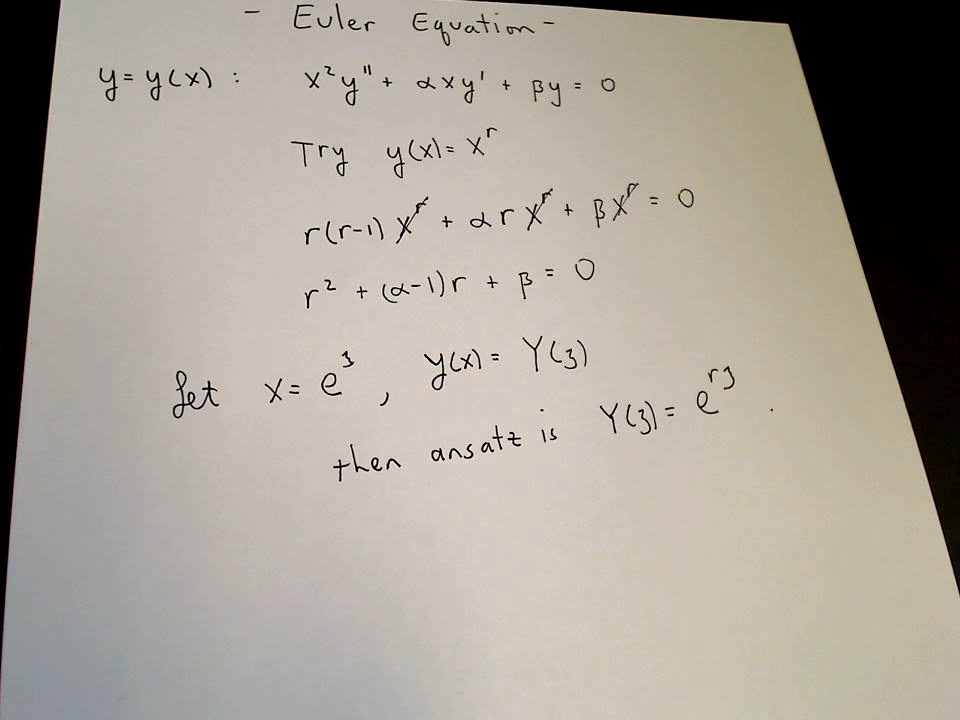 - Euler Equation -
y = y(x) : x²y'' + αxy' + βy = 0
Try y(x) = x^r
r(r-1)x^r + αrx^r + βx^r = 0
r² + (α-1)r + β = 0
Let x = e^z , y(x) = Y(z)
then ansatz is Y(z) = e^{rz} .